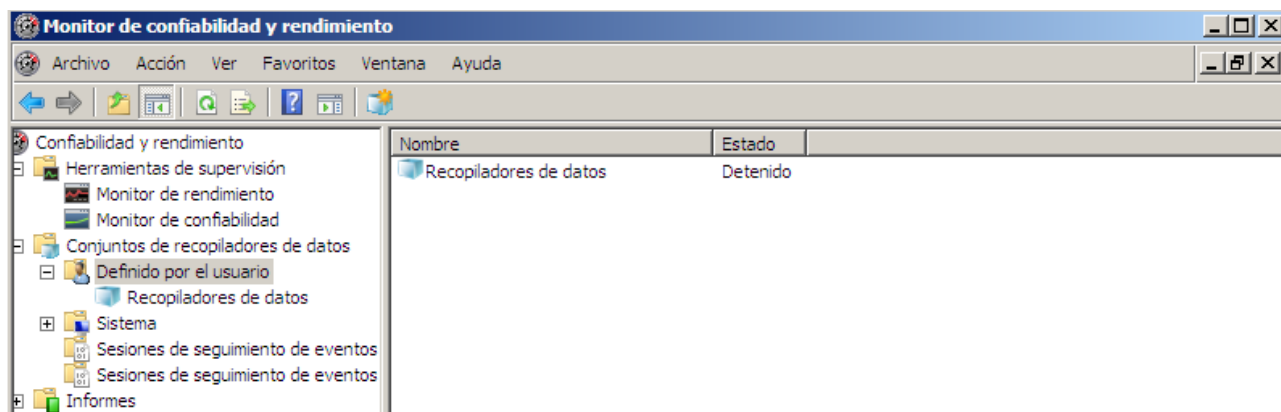 Monitor de confiabilidad y rendimiento
Archivo Acción Ver Favoritos Ventana Ayuda
Confiabilidad y rendimiento
Herramientas de supervisión
Monitor de rendimiento
Monitor de confiabilidad
Conjuntos de recopiladores de datos
Definido por el usuario
Recopiladores de datos
Sistema
Sesiones de seguimiento de eventos
Sesiones de seguimiento de eventos
Informes
Nombre Estado
Recopiladores de datos Detenido